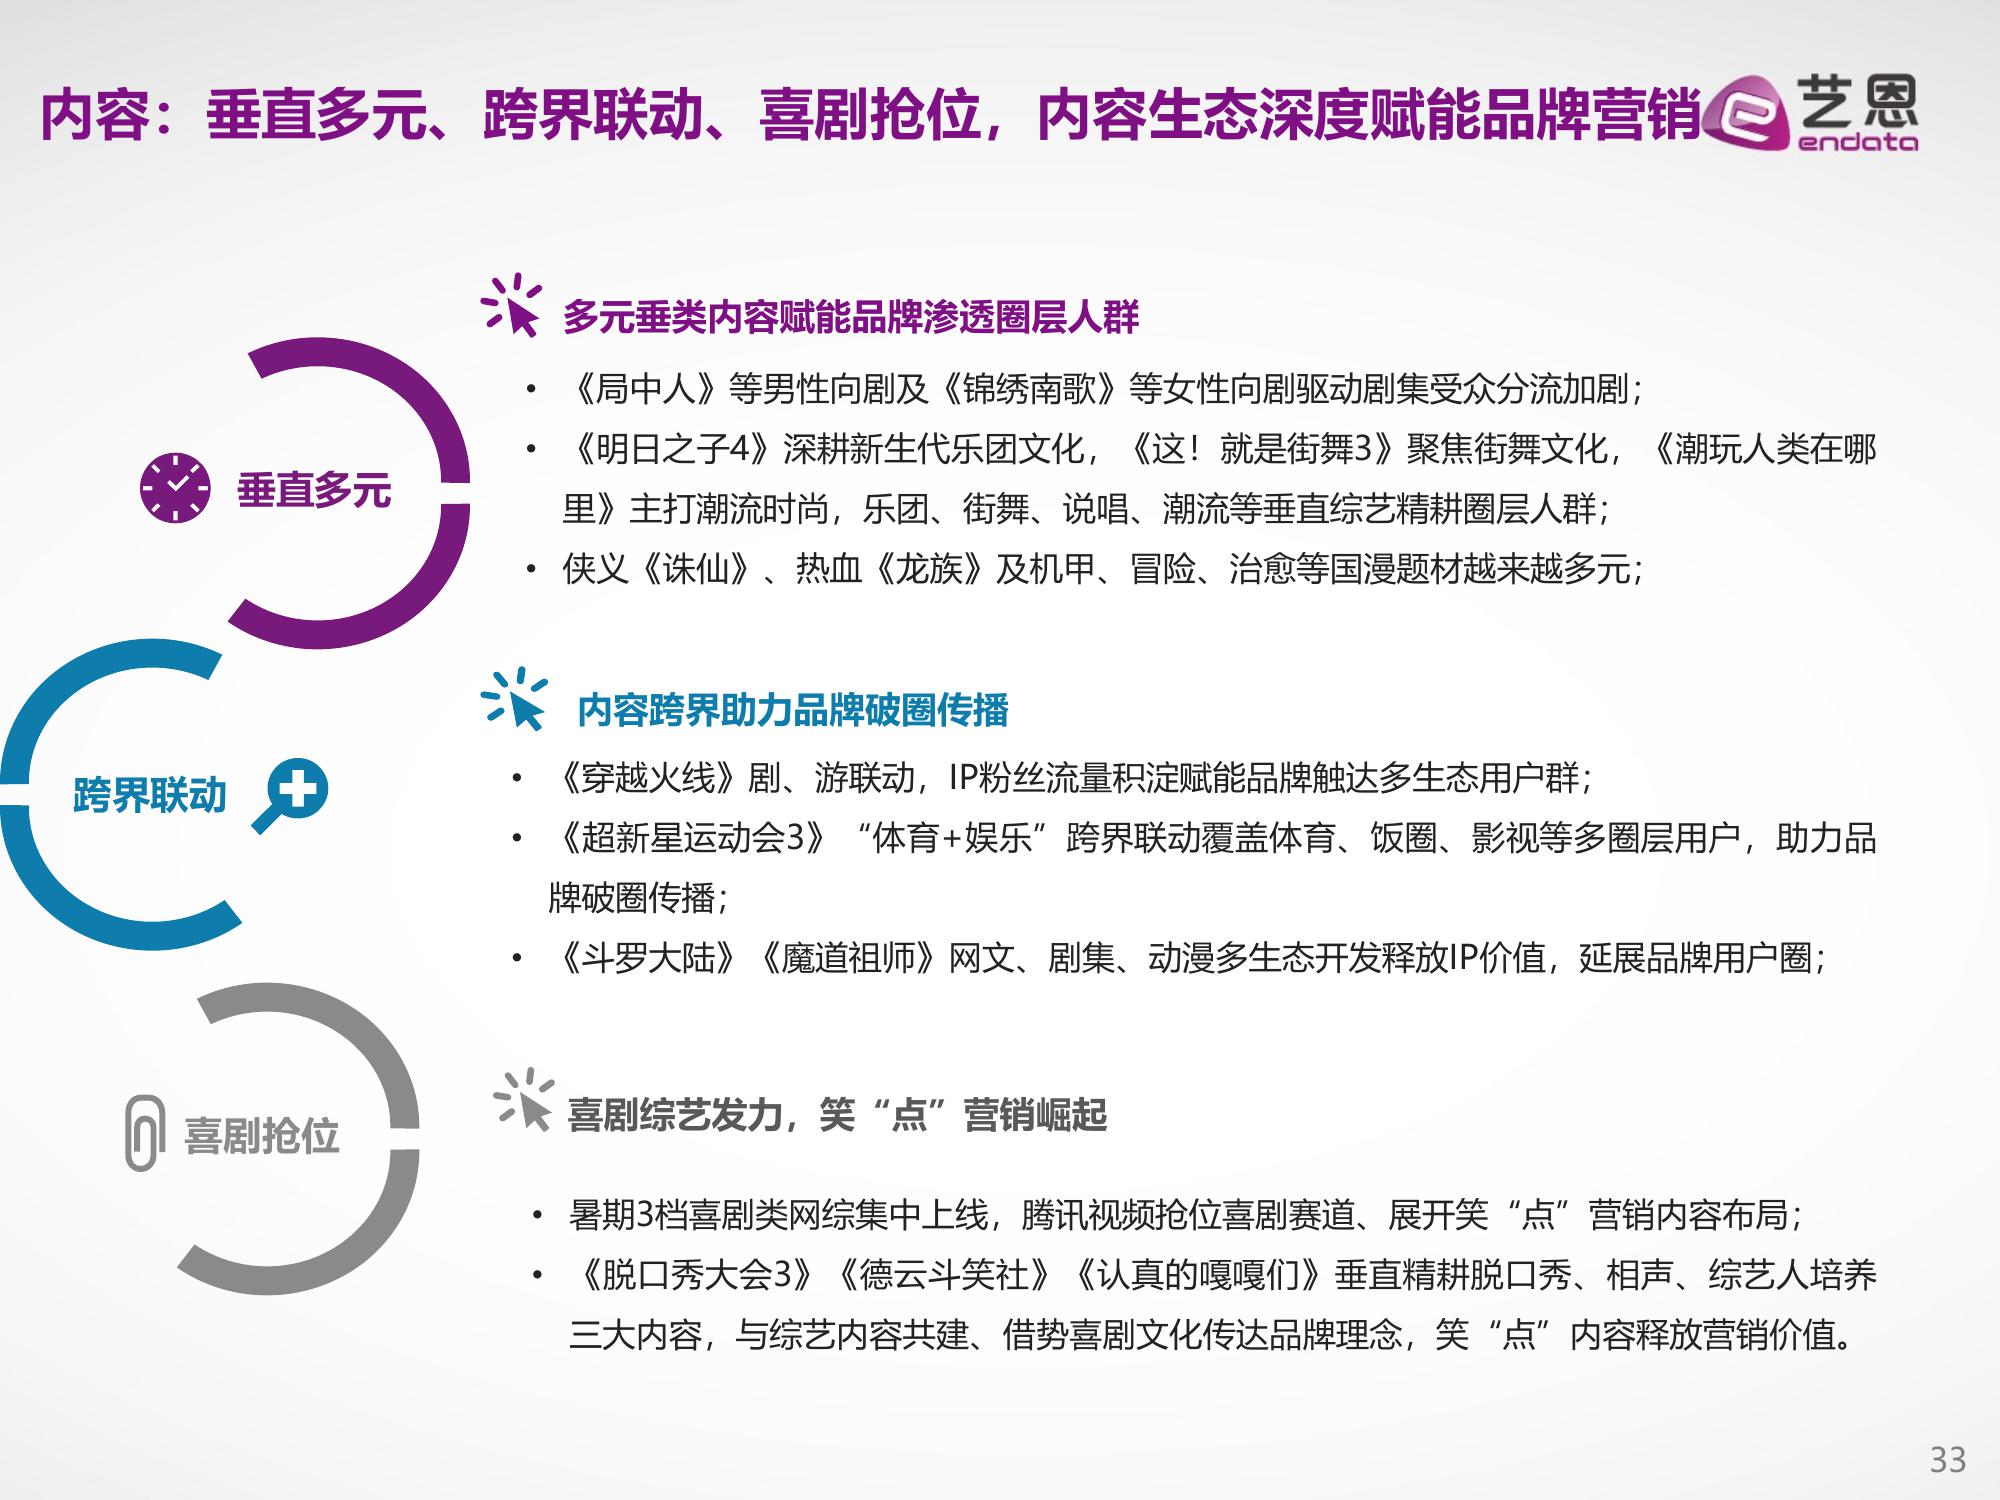 内容：垂直多元、跨界联动、喜剧抢位，内容生态深度赋能品牌营销
艺恩
endata
垂直多元
多元垂类内容赋能品牌渗透圈层人群
• 《局中人》等男性向剧及《锦绣南歌》等女性向剧驱动剧集受众分流加剧；
• 《明日之子4》深耕新生代乐团文化，《这！就是街舞3》聚焦街舞文化，《潮玩人类在哪
里》主打潮流时尚，乐团、街舞、说唱、潮流等垂直综艺精耕圈层人群；
• 侠义《诛仙》、热血《龙族》及机甲、冒险、治愈等国漫题材越来越多元；
跨界联动
内容跨界助力品牌破圈传播
• 《穿越火线》剧、游联动，IP粉丝流量积淀赋能品牌触达多生态用户群；
• 《超新星运动会3》“体育+娱乐”跨界联动覆盖体育、饭圈、影视等多圈层用户，助力品
牌破圈传播；
• 《斗罗大陆》《魔道祖师》网文、剧集、动漫多生态开发释放IP价值，延展品牌用户圈；
喜剧抢位
喜剧综艺发力，笑“点”营销崛起
• 暑期3档喜剧类网综集中上线，腾讯视频抢位喜剧赛道、展开笑“点”营销内容布局；
• 《脱口秀大会3》《德云斗笑社》《认真的嘎嘎们》垂直精耕脱口秀、相声、综艺人培养
三大内容，与综艺内容共建、借势喜剧文化传达品牌理念，笑“点”内容释放营销价值。
33